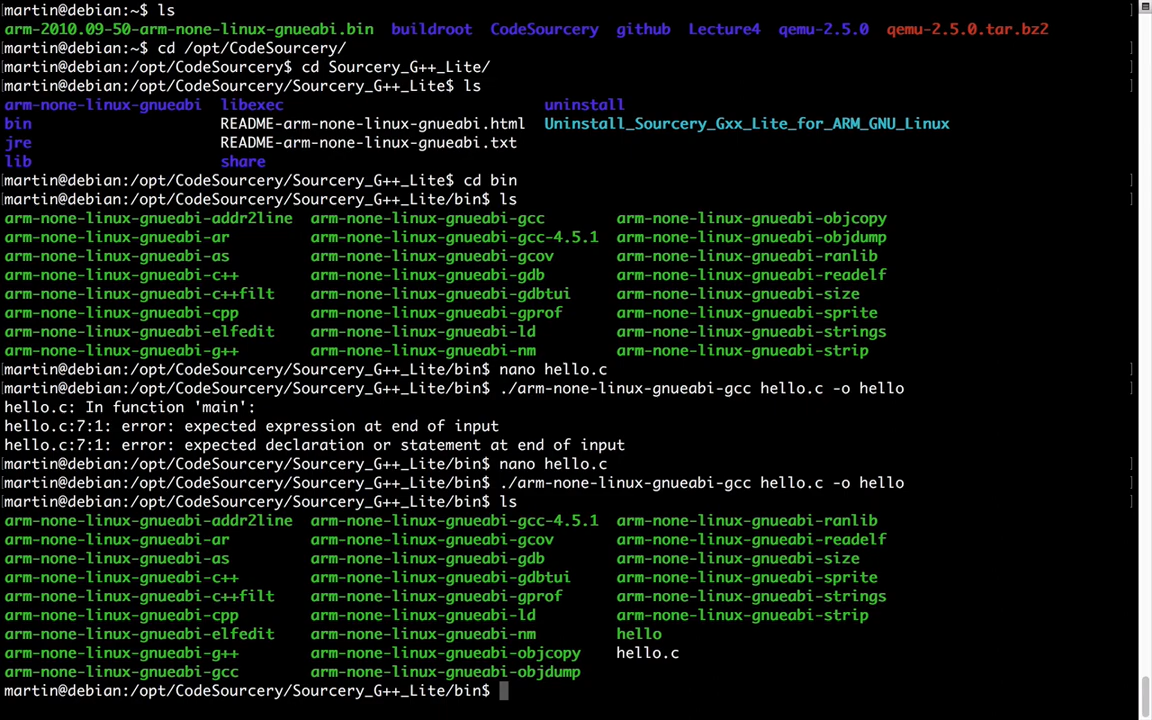 martin@debian:~$ ls
arm-2010.09-50-arm-none-linux-gnueabi.bin  buildroot  CodeSourcery  github  Lecture4  qemu-2.5.0  qemu-2.5.0.tar.bz2
martin@debian:~$ cd /opt/CodeSourcery/
martin@debian:/opt/CodeSourcery$ cd Sourcery_G++_Lite/
martin@debian:/opt/CodeSourcery/Sourcery_G++_Lite$ ls
arm-none-linux-gnueabi  libexec  uninstall
bin  README-arm-none-linux-gnueabi.html  Uninstall_Sourcery_Gxx_Lite_for_ARM_GNU_Linux
jre  README-arm-none-linux-gnueabi.txt
lib  share
martin@debian:/opt/CodeSourcery/Sourcery_G++_Lite$ cd bin
martin@debian:/opt/CodeSourcery/Sourcery_G++_Lite/bin$ ls
arm-none-linux-gnueabi-addr2line  arm-none-linux-gnueabi-gcc  arm-none-linux-gnueabi-objcopy
arm-none-linux-gnueabi-ar  arm-none-linux-gnueabi-gcc-4.5.1  arm-none-linux-gnueabi-objdump
arm-none-linux-gnueabi-as  arm-none-linux-gnueabi-gcov  arm-none-linux-gnueabi-ranlib
arm-none-linux-gnueabi-c++  arm-none-linux-gnueabi-gdb  arm-none-linux-gnueabi-readelf
arm-none-linux-gnueabi-c++filt  arm-none-linux-gnueabi-gdbtui  arm-none-linux-gnueabi-size
arm-none-linux-gnueabi-cpp  arm-none-linux-gnueabi-gprof  arm-none-linux-gnueabi-sprite
arm-none-linux-gnueabi-elfedit  arm-none-linux-gnueabi-ld  arm-none-linux-gnueabi-strings
arm-none-linux-gnueabi-g++  arm-none-linux-gnueabi-nm  arm-none-linux-gnueabi-strip
martin@debian:/opt/CodeSourcery/Sourcery_G++_Lite/bin$ nano hello.c
martin@debian:/opt/CodeSourcery/Sourcery_G++_Lite/bin$ ./arm-none-linux-gnueabi-gcc hello.c -o hello
hello.c: In function 'main':
hello.c:7:1: error: expected expression at end of input
hello.c:7:1: error: expected declaration or statement at end of input
martin@debian:/opt/CodeSourcery/Sourcery_G++_Lite/bin$ nano hello.c
martin@debian:/opt/CodeSourcery/Sourcery_G++_Lite/bin$ ./arm-none-linux-gnueabi-gcc hello.c -o hello
martin@debian:/opt/CodeSourcery/Sourcery_G++_Lite/bin$ ls
arm-none-linux-gnueabi-addr2line  arm-none-linux-gnueabi-gcc-4.5.1  arm-none-linux-gnueabi-ranlib
arm-none-linux-gnueabi-ar  arm-none-linux-gnueabi-gcov  arm-none-linux-gnueabi-readelf
arm-none-linux-gnueabi-as  arm-none-linux-gnueabi-gdb  arm-none-linux-gnueabi-size
arm-none-linux-gnueabi-c++  arm-none-linux-gnueabi-gdbtui  arm-none-linux-gnueabi-sprite
arm-none-linux-gnueabi-c++filt  arm-none-linux-gnueabi-gprof  arm-none-linux-gnueabi-strings
arm-none-linux-gnueabi-cpp  arm-none-linux-gnueabi-ld  arm-none-linux-gnueabi-strip
arm-none-linux-gnueabi-elfedit  arm-none-linux-gnueabi-nm  hello
arm-none-linux-gnueabi-g++  arm-none-linux-gnueabi-objcopy  hello.c
arm-none-linux-gnueabi-gcc  arm-none-linux-gnueabi-objdump
martin@debian:/opt/CodeSourcery/Sourcery_G++_Lite/bin$